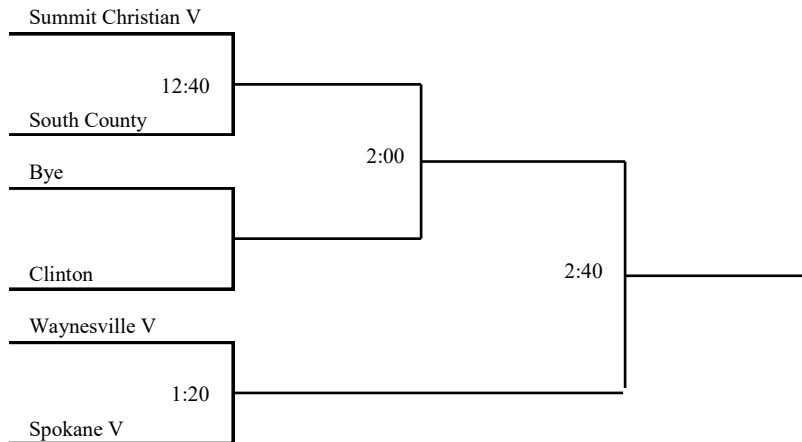 Summit Christian V
12:40
South County
2:00
Bye
Clinton
2:40
Waynesville V
1:20
Spokane V